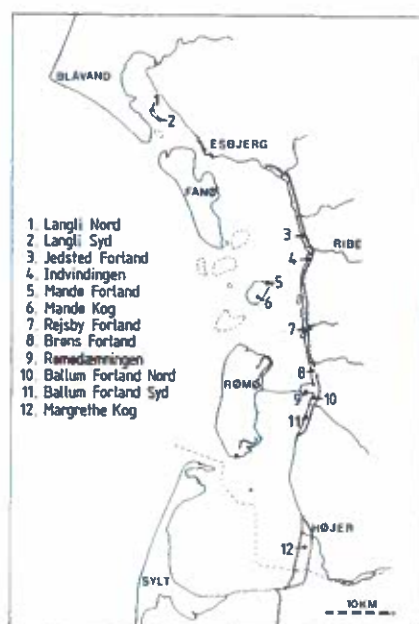 BLÅVAND
1
2
ESBJERG
FANØ
1. Langli Nord
2. Langli Syd
3. Jedsted Forland
4. Indvindingen
5. Mandø Forland
6. Mandø Kog
7. Rejsby Forland
8. Brøns Forland
9. Rømødæmningen
10. Ballum Forland Nord
11. Ballum Forland Syd
12. Margrethe Kog
3
RIBE
4
5
6
7
8
RØMØ
9
10
11
HØJER
12
SYLT
10KM